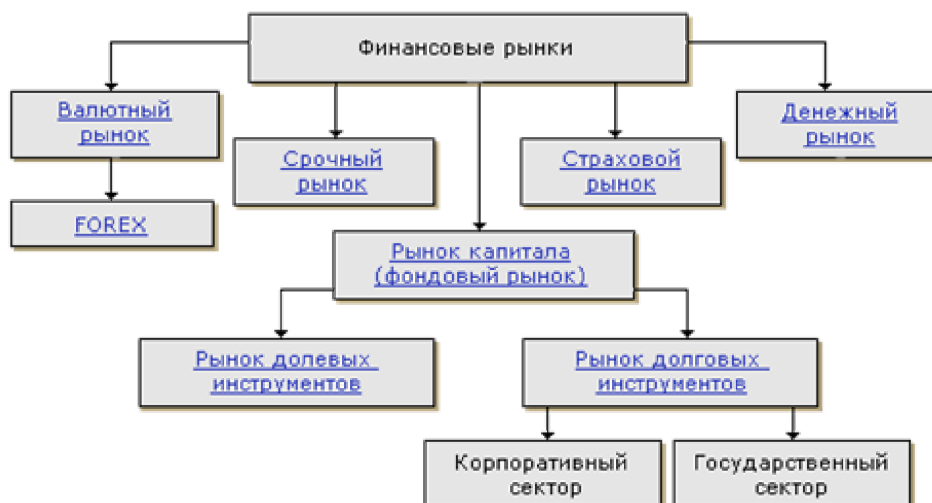 Финансовые рынки
Валютный
рынок
Срочный
рынок
Страховой
рынок
Денежный
рынок
FOREX
Рынок капитала
(фондовый рынок)
Рынок долевых
инструментов
Рынок долговых
инструментов
Корпоративный
сектор
Государственный
сектор